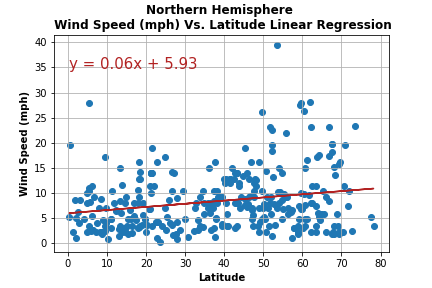 Northern Hemisphere
Wind Speed (mph) Vs. Latitude Linear Regression
y = 0.06x + 5.93
Wind Speed (mph)
40
35
30
25
20
15
10
5
0
0 10 20 30 40 50 60 70 80
Latitude